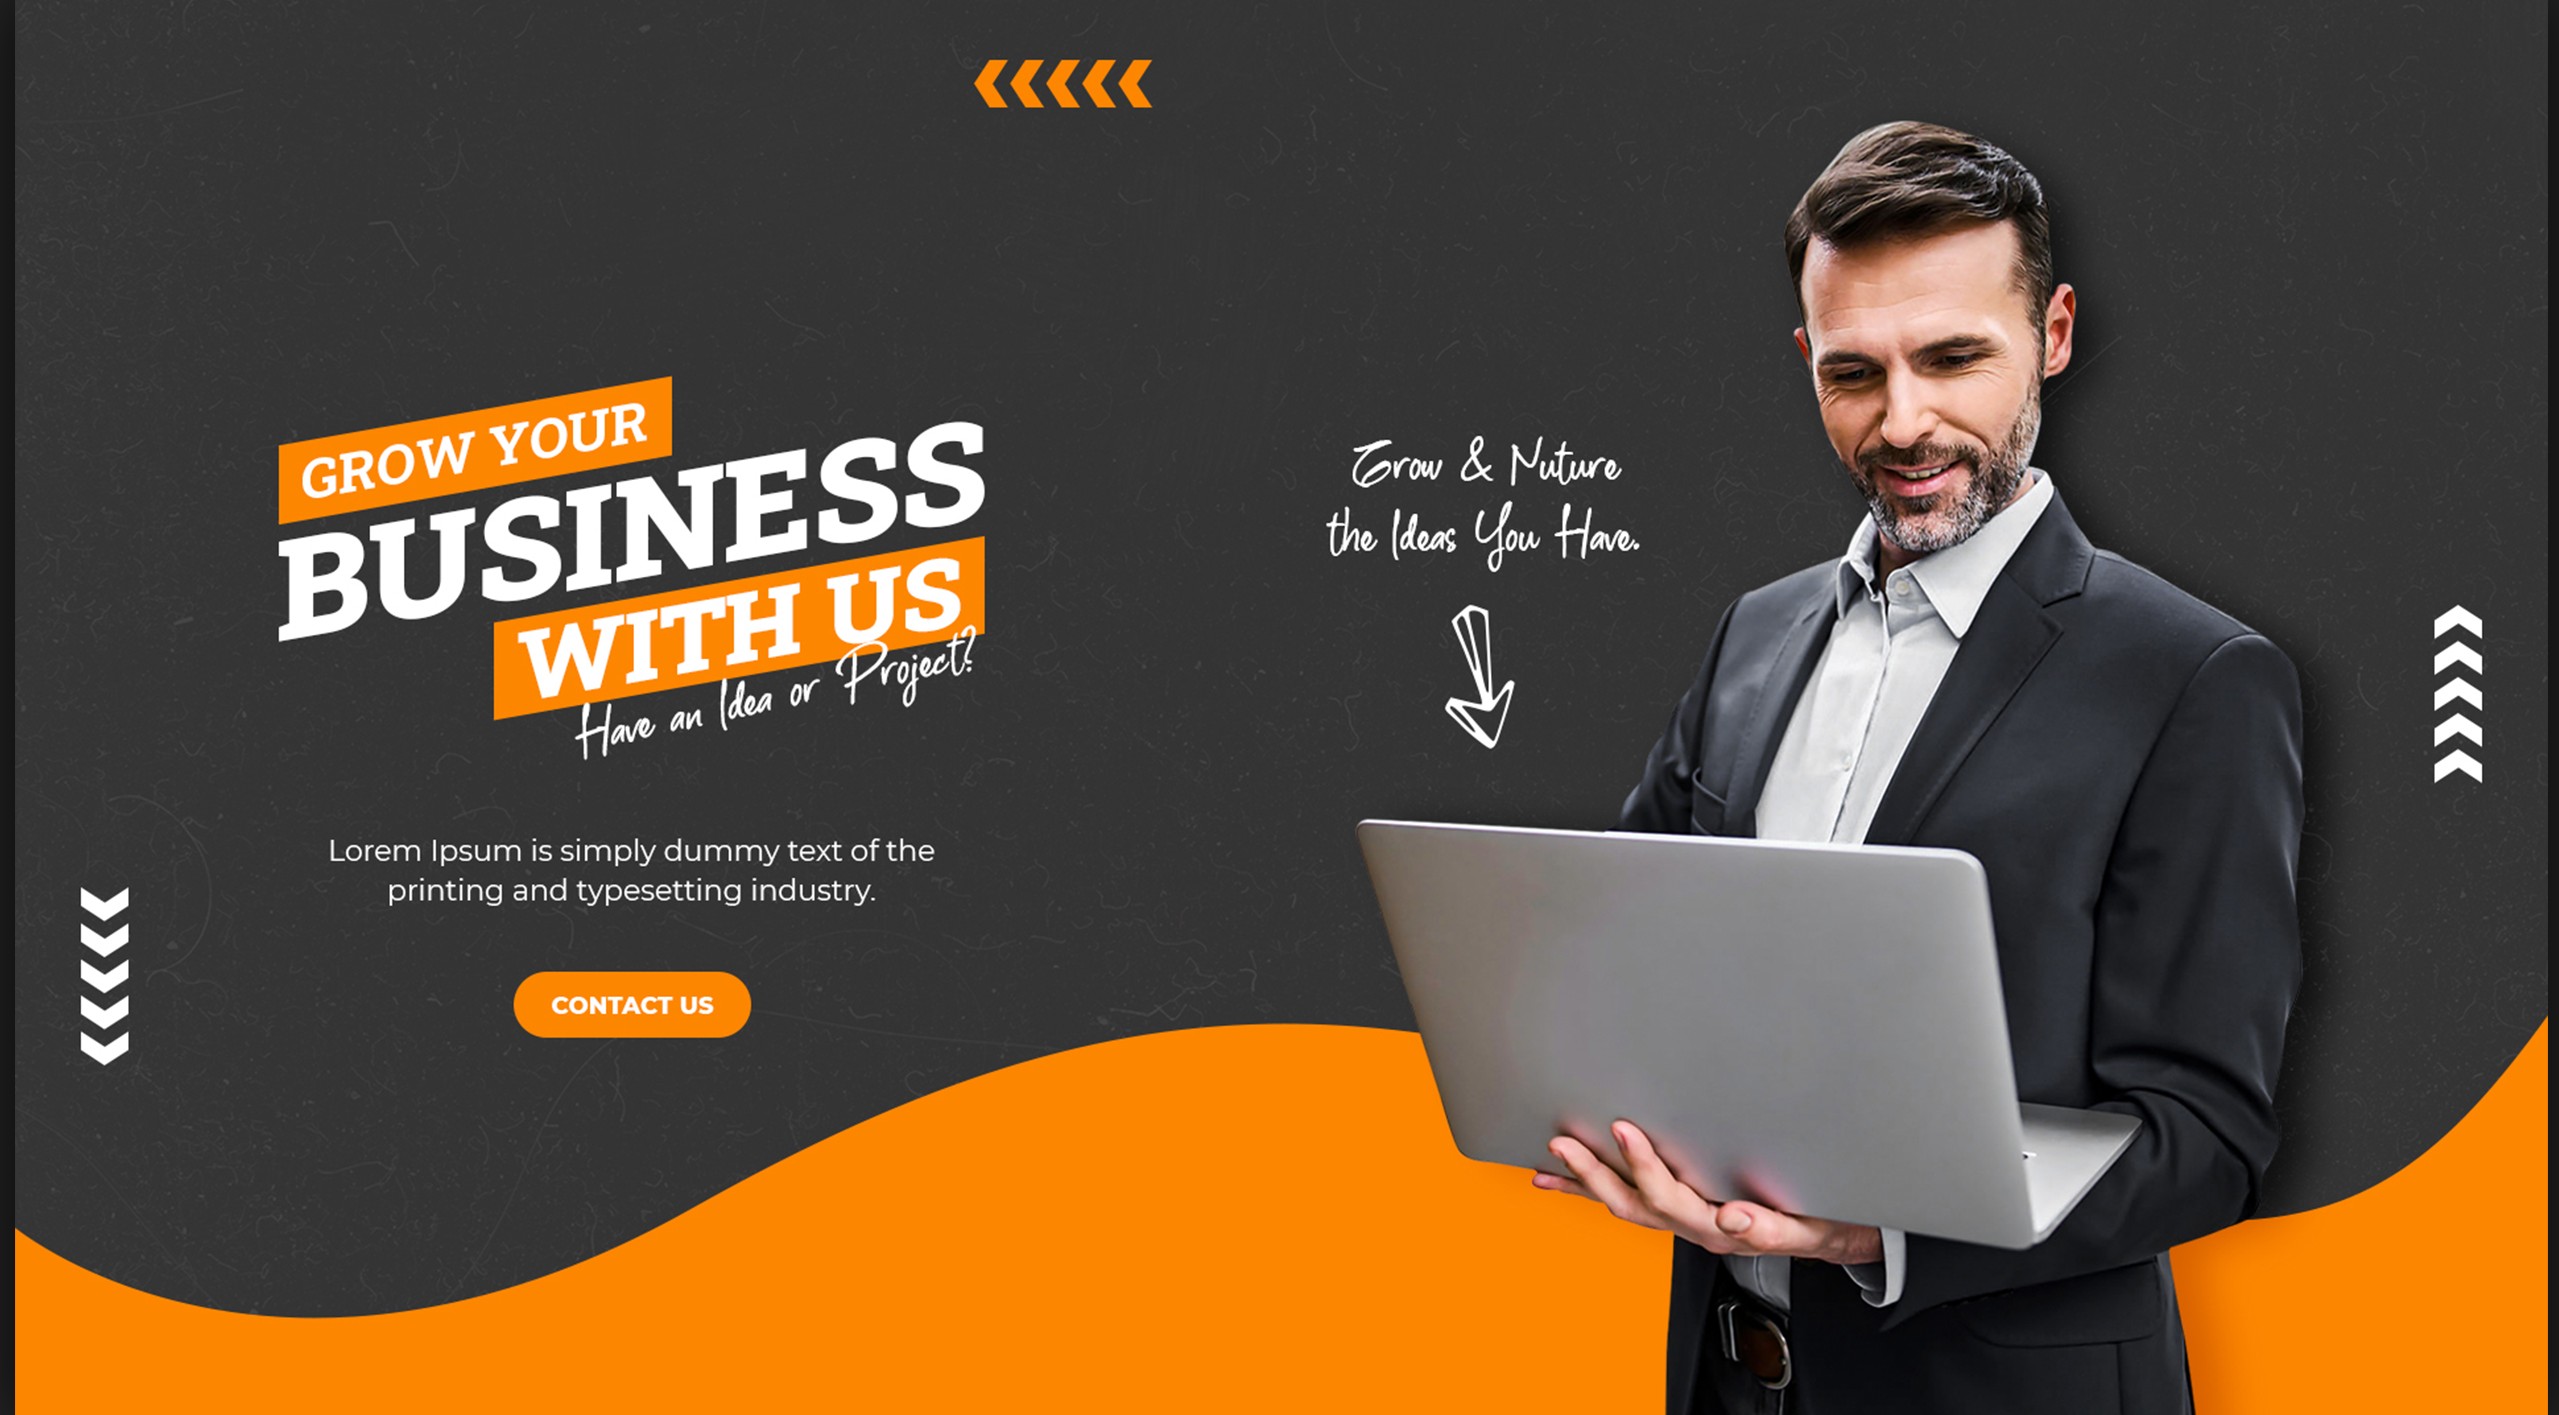 GROW YOUR
BUSINESS
WITH US
Have an Idea or Project?
Lorem Ipsum is simply dummy text of the
printing and typesetting industry.
CONTACT US
Grow & Nuture
the Ideas You Have.